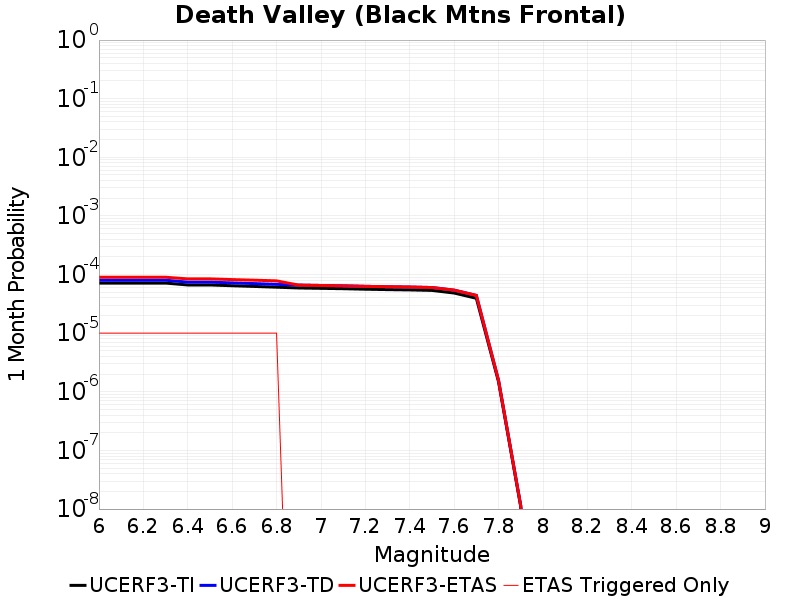 Death Valley (Black Mtns Frontal)
10^0
10^-1
10^-2
10^-3
10^-4
10^-5
10^-6
10^-7
10^-8
1 Month Probability
6 6.2 6.4 6.6 6.8 7 7.2 7.4 7.6 7.8 8 8.2 8.4 8.6 8.8 9
Magnitude
UCERF3-TI UCERF3-TD UCERF3-ETAS ETAS Triggered Only